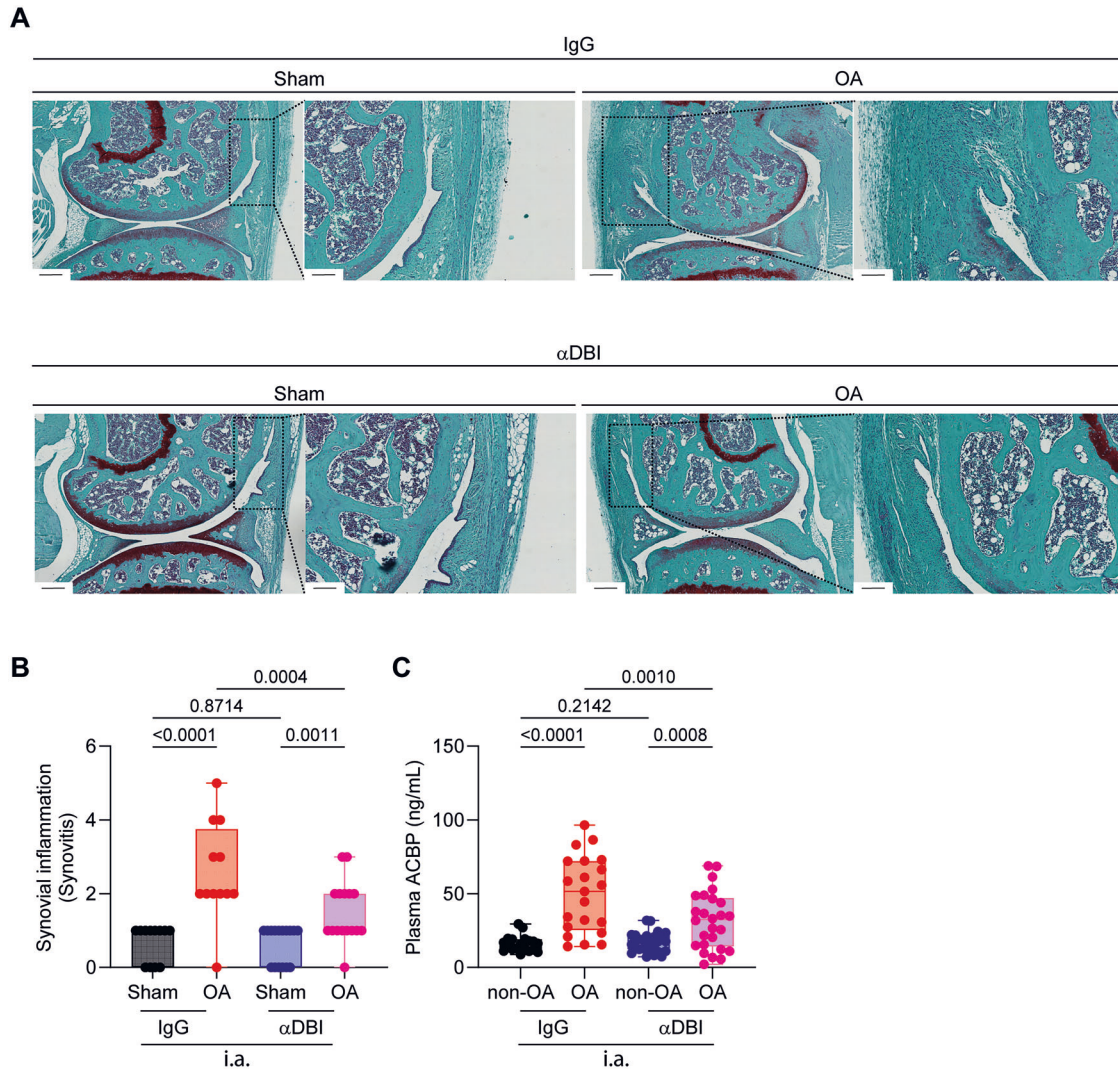 A
IgG
Sham OA
αDBI
Sham OA
B
0.0004
0.8714
<0.0001 0.0011
Synovial inflammation
(Synovitis)
6
4
2
0
Sham OA Sham OA
IgG αDBI
i.a.
C
0.0010
0.2142
<0.0001 0.0008
Plasma ACBP (ng/mL)
150
100
50
0
non-OA OA non-OA OA
IgG αDBI
i.a.